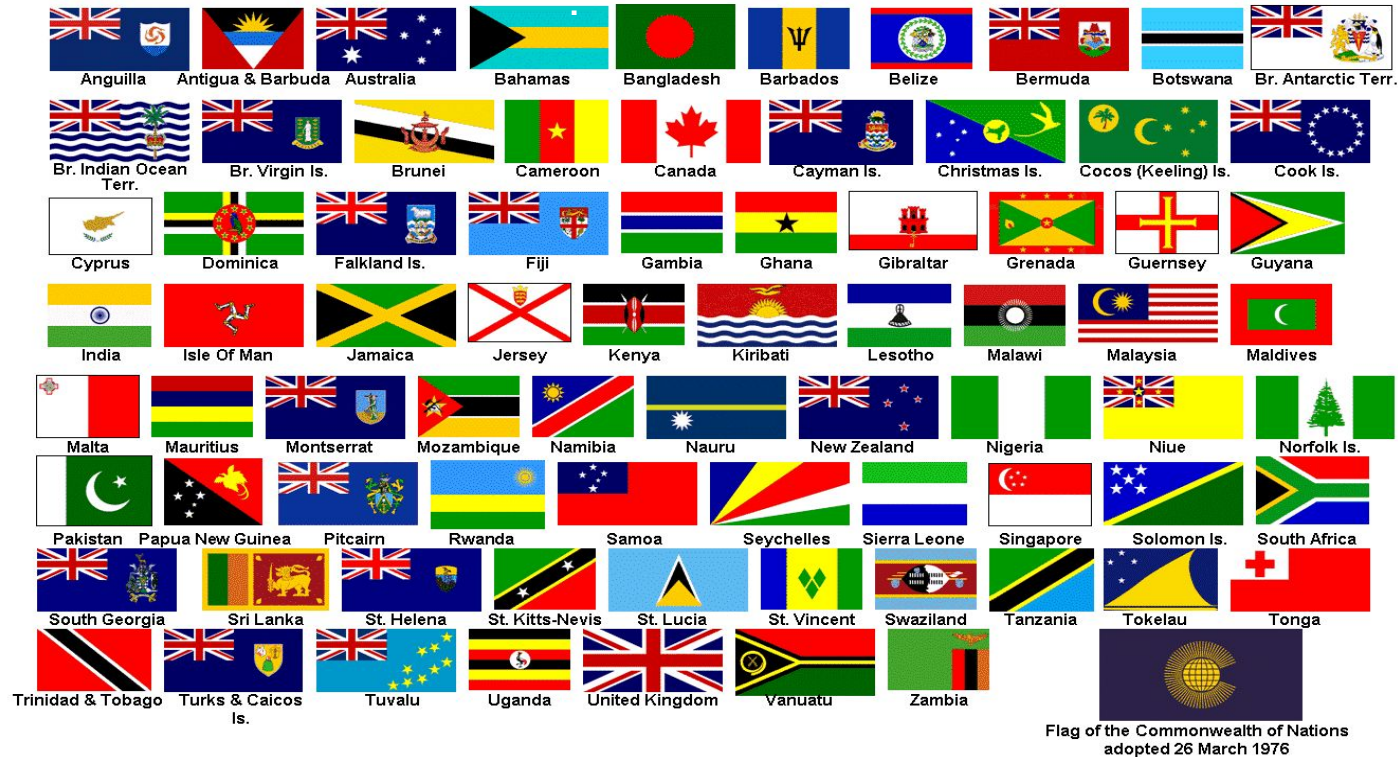 Anguilla Antigua & Barbuda Australia Bahamas Bangladesh Barbados Belize Bermuda Botswana Br. Antarctic Terr.
Br. Indian Ocean Br. Virgin Is. Brunei Cameroon Canada Cayman Is. Christmas Is. Cocos (Keeling) Is. Cook Is.
Terr.
Cyprus Dominica Falkland Is. Fiji Gambia Ghana Gibraltar Grenada Guernsey Guyana
India Isle Of Man Jamaica Jersey Kenya Kiribati Lesotho Malawi Malaysia Maldives
Malta Mauritius Montserrat Mozambique Namibia Nauru New Zealand Nigeria Niue Norfolk Is.
Pakistan Papua New Guinea Pitcairn Rwanda Samoa Seychelles Sierra Leone Singapore Solomon Is. South Africa
South Georgia Sri Lanka St. Helena St. Kitts-Nevis St. Lucia St. Vincent Swaziland Tanzania Tokelau Tonga
Trinidad & Tobago Turks & Caicos Tuvalu Uganda United Kingdom Vanuatu Zambia
Is.
Flag of the Commonwealth of Nations
adopted 26 March 1976